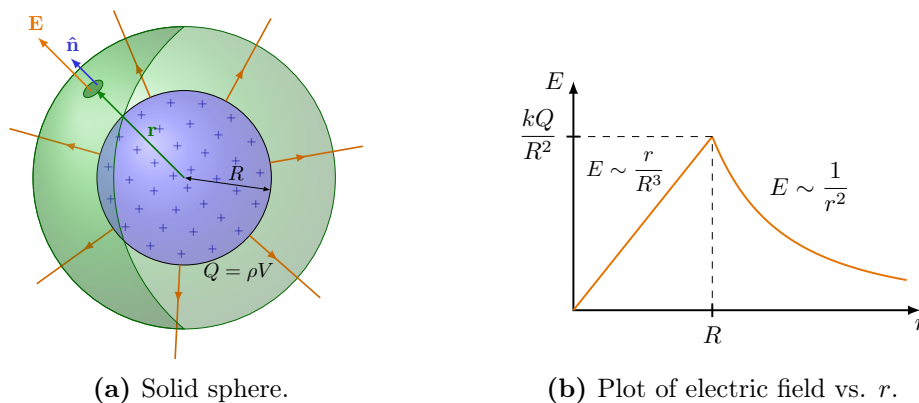 E
n̂
r
R
Q = ρV
(a) Solid sphere.
E
kQ
R²
E ∼ r/R³
E ∼ 1/r²
R
r
(b) Plot of electric field vs. r.